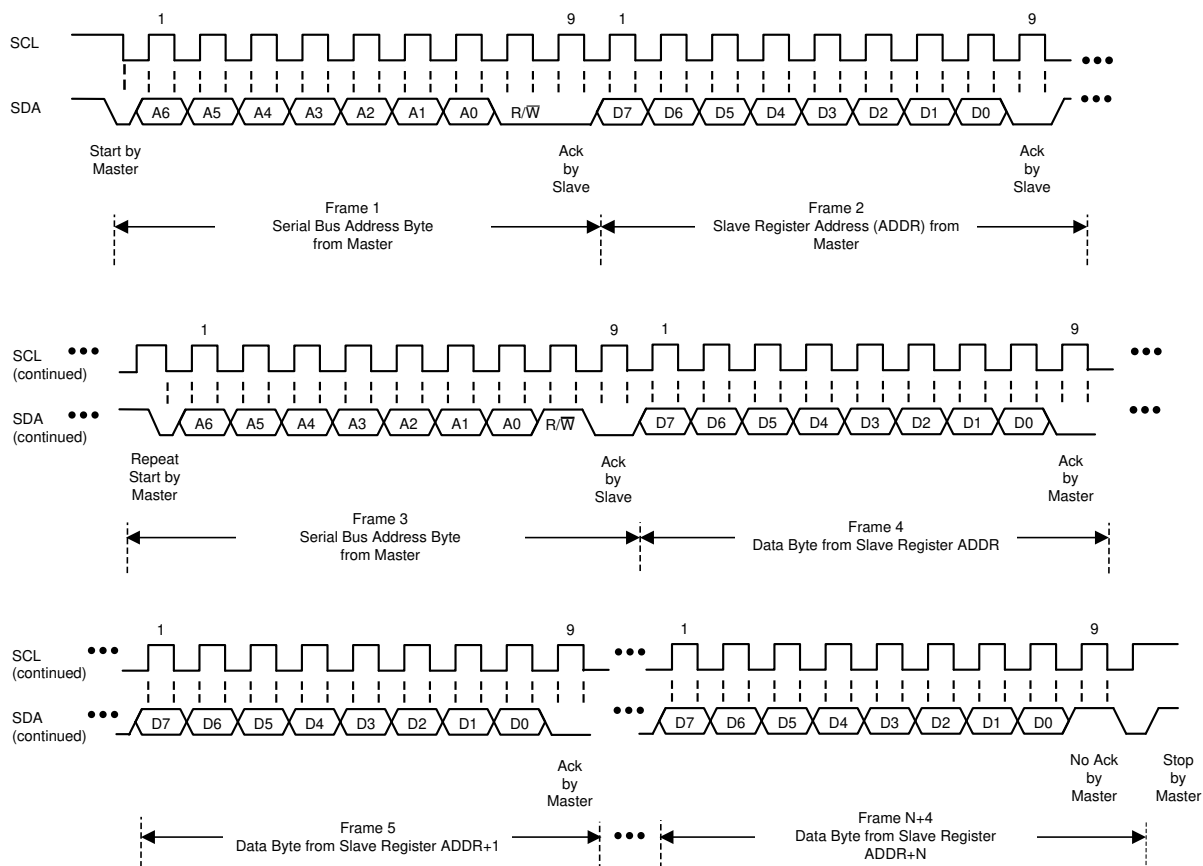 1 9 1 9
SCL
SDA A6 A5 A4 A3 A2 A1 A0 R/W̅ D7 D6 D5 D4 D3 D2 D1 D0
Start by
Master
Ack
by
Slave
Ack
by
Slave
Frame 1
Serial Bus Address Byte
from Master
Frame 2
Slave Register Address (ADDR) from
Master
1 9 1 9
SCL
(continued)
SDA
(continued)
A6 A5 A4 A3 A2 A1 A0 R/W̅ D7 D6 D5 D4 D3 D2 D1 D0
Repeat
Start by
Master
Ack
by
Slave
Ack
by
Master
Frame 3
Serial Bus Address Byte
from Master
Frame 4
Data Byte from Slave Register ADDR
1 9 1 9
SCL
(continued)
SDA
(continued)
D7 D6 D5 D4 D3 D2 D1 D0 D7 D6 D5 D4 D3 D2 D1 D0
Ack
by
Master
No Ack
by
Master
Stop
by
Master
Frame 5
Data Byte from Slave Register ADDR+1
Frame N+4
Data Byte from Slave Register
ADDR+N